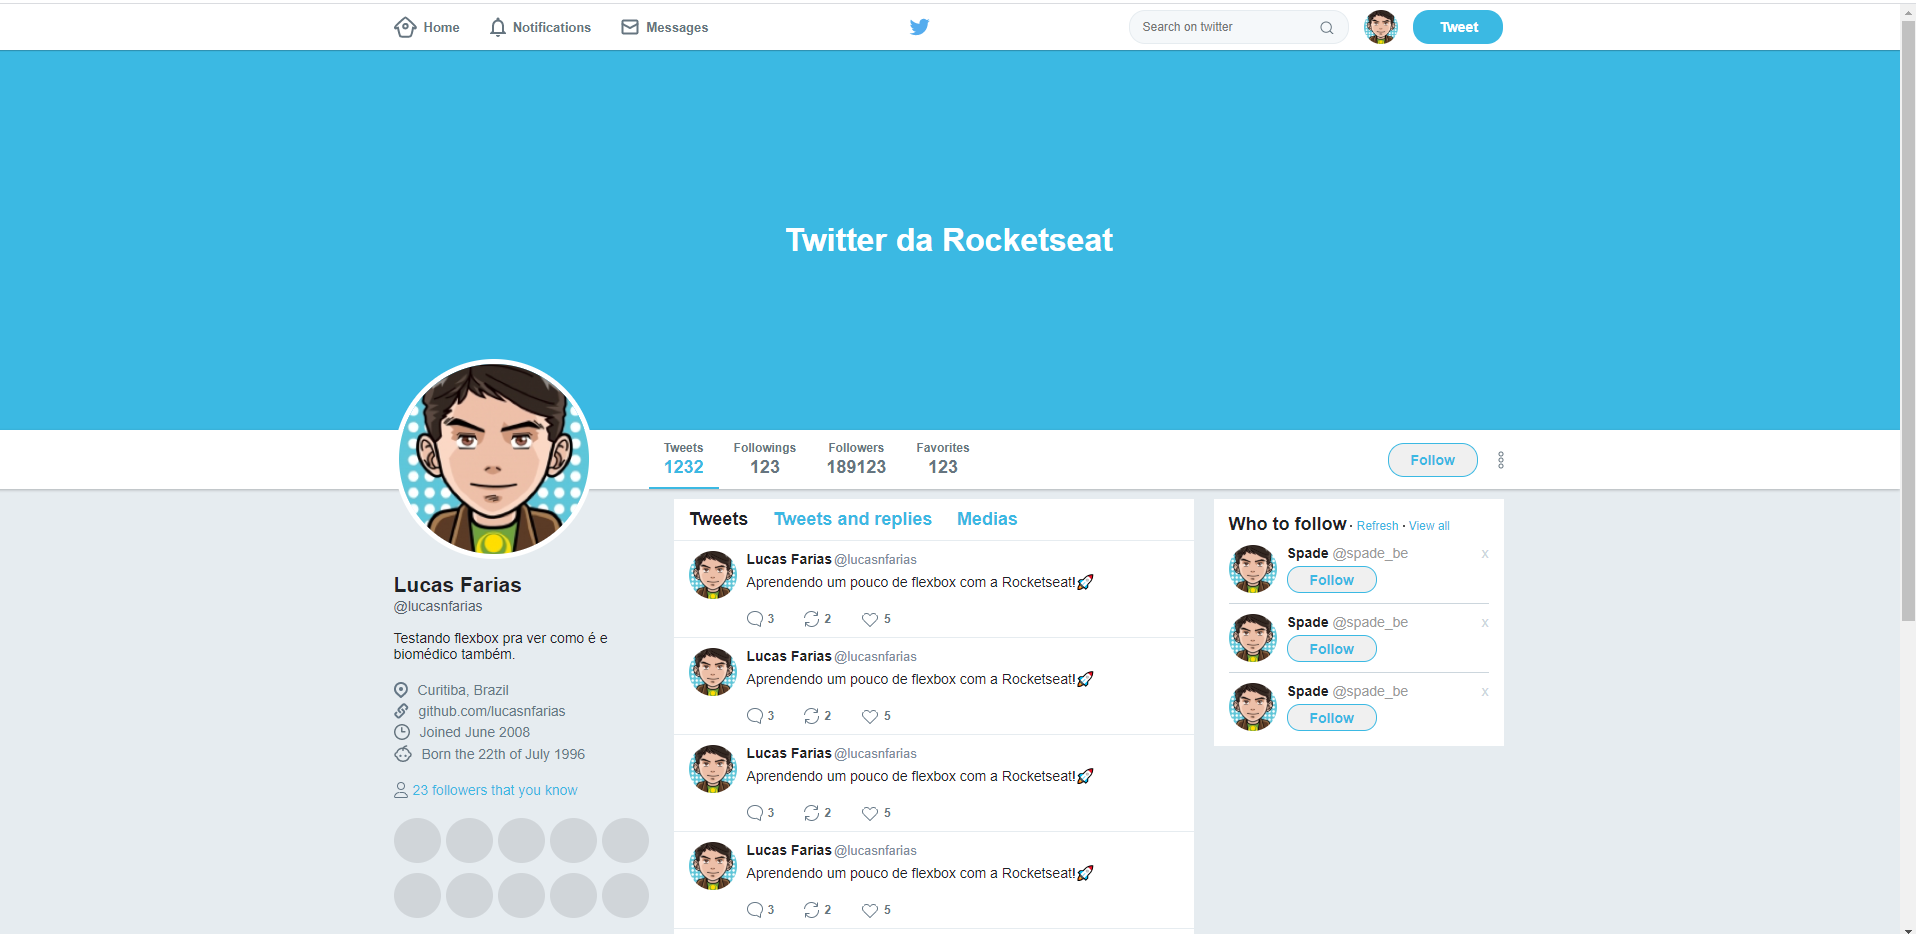 Home Notifications Messages Search on twitter Tweet
Twitter da Rocketseat
Tweets Followings Followers Favorites
1232 123 189123 123
Follow
Lucas Farias
@lucasnfarias
Testando flexbox pra ver como é e
biomédico também.
Curitiba, Brazil
github.com/lucasnfarias
Joined June 2008
Born the 22th of July 1996
23 followers that you know
Tweets Tweets and replies Medias
Lucas Farias @lucasnfarias
Aprendendo um pouco de flexbox com a Rocketseat!🚀
3 2 5
Lucas Farias @lucasnfarias
Aprendendo um pouco de flexbox com a Rocketseat!🚀
3 2 5
Lucas Farias @lucasnfarias
Aprendendo um pouco de flexbox com a Rocketseat!🚀
3 2 5
Lucas Farias @lucasnfarias
Aprendendo um pouco de flexbox com a Rocketseat!🚀
3 2 5
Who to follow · Refresh · View all
Spade @spade_be x
Follow
Spade @spade_be x
Follow
Spade @spade_be x
Follow